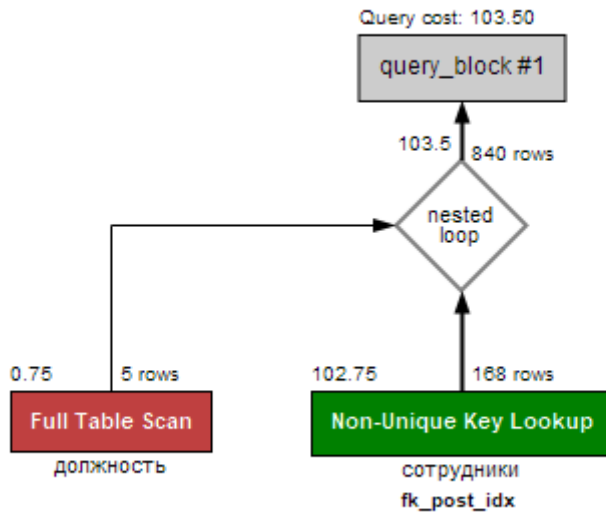 Query cost: 103.50
query_block #1
103.5
840 rows
nested
loop
0.75
5 rows
102.75
168 rows
Full Table Scan
Non-Unique Key Lookup
должность
сотрудники
fk_post_idx